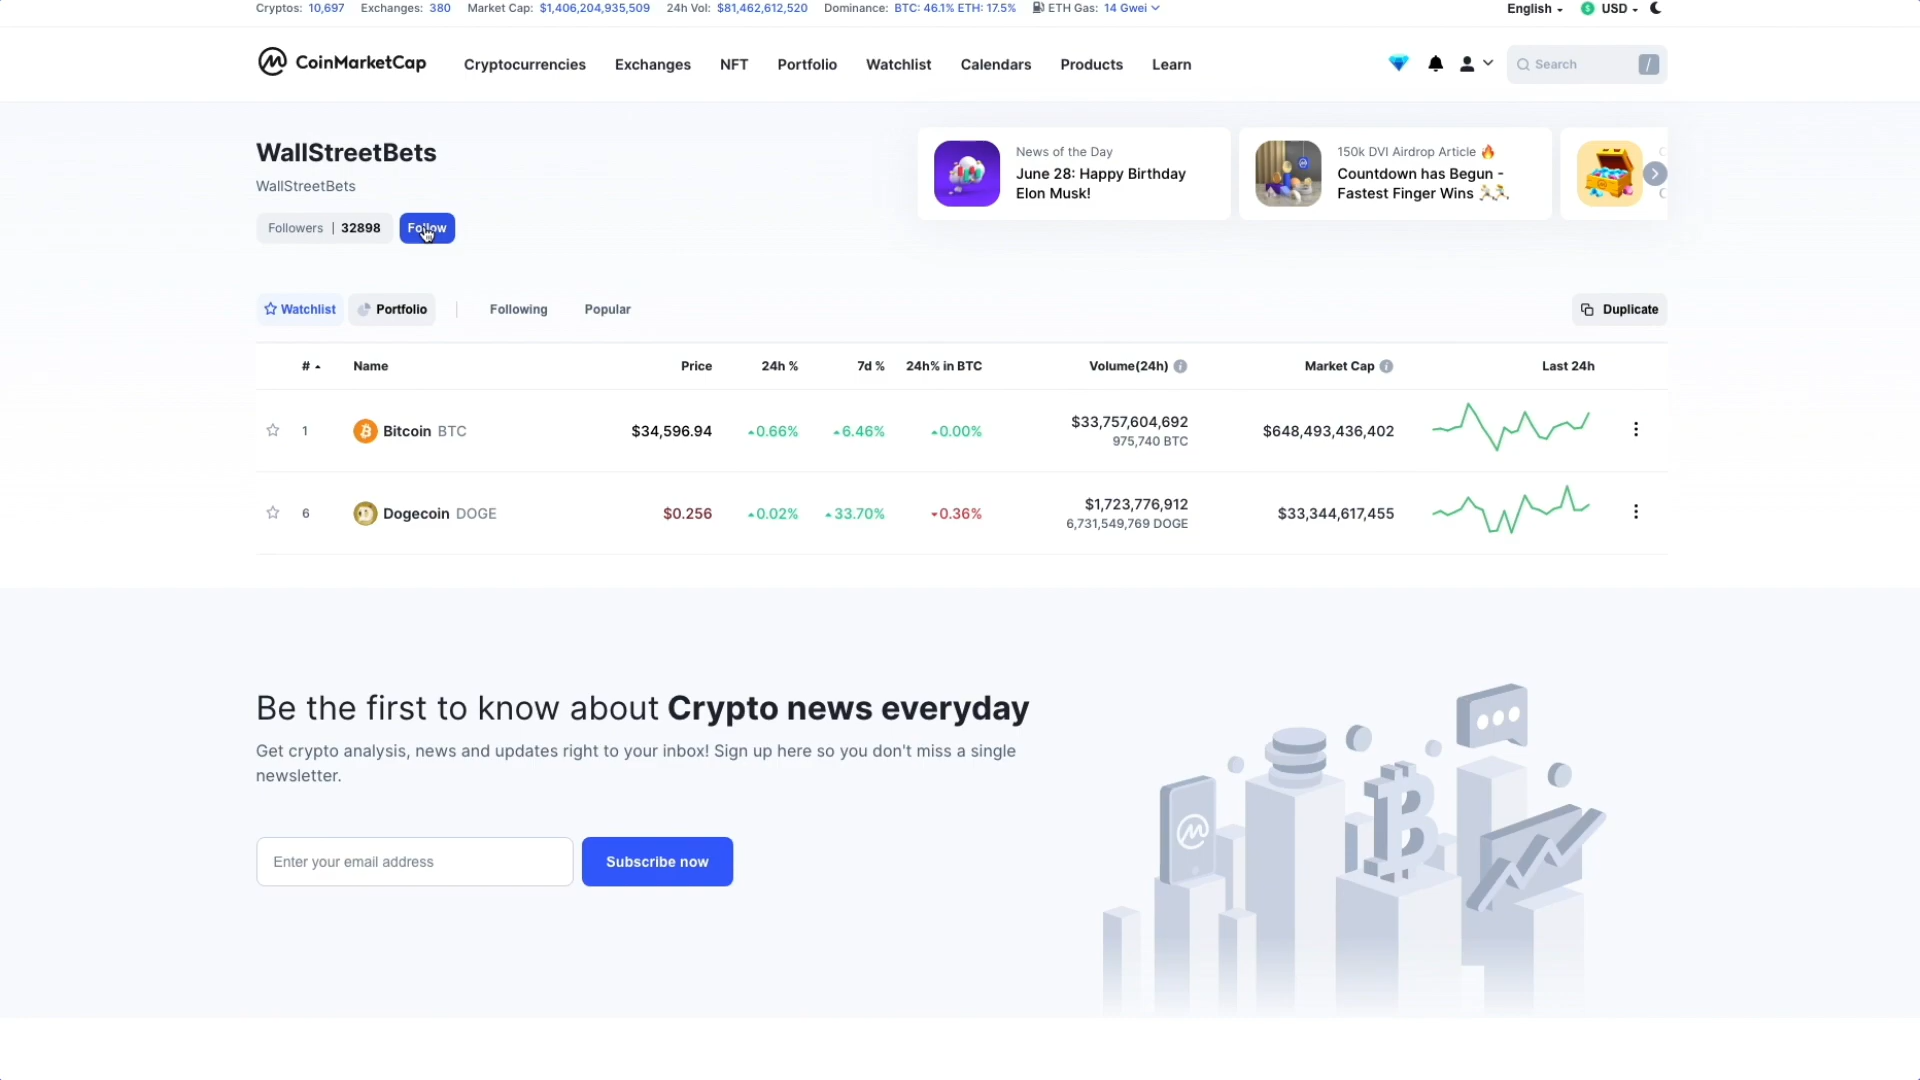 Cryptos: 10,697 Exchanges: 380 Market Cap: $1,406,204,935,509 24h Vol: $81,462,612,520 Dominance: BTC: 46.1% ETH: 17.5% ETH Gas: 14 Gwei English USD
CoinMarketCap Cryptocurrencies Exchanges NFT Portfolio Watchlist Calendars Products Learn Search /
WallStreetBets
WallStreetBets
Followers | 32898 Follow
News of the Day
June 28: Happy Birthday
Elon Musk!
150k DVI Airdrop Article 🔥
Countdown has Begun -
Fastest Finger Wins 🏃🏃
Watchlist Portfolio Following Popular Duplicate
# Name Price 24h % 7d % 24h% in BTC Volume(24h) Market Cap Last 24h
1 Bitcoin BTC $34,596.94 0.66% 6.46% 0.00% $33,757,604,692 $648,493,436,402
975,740 BTC
6 Dogecoin DOGE $0.256 0.02% 33.70% 0.36% $1,723,776,912 $33,344,617,455
6,731,549,769 DOGE
Be the first to know about Crypto news everyday
Get crypto analysis, news and updates right to your inbox! Sign up here so you don't miss a single
newsletter.
Enter your email address Subscribe now